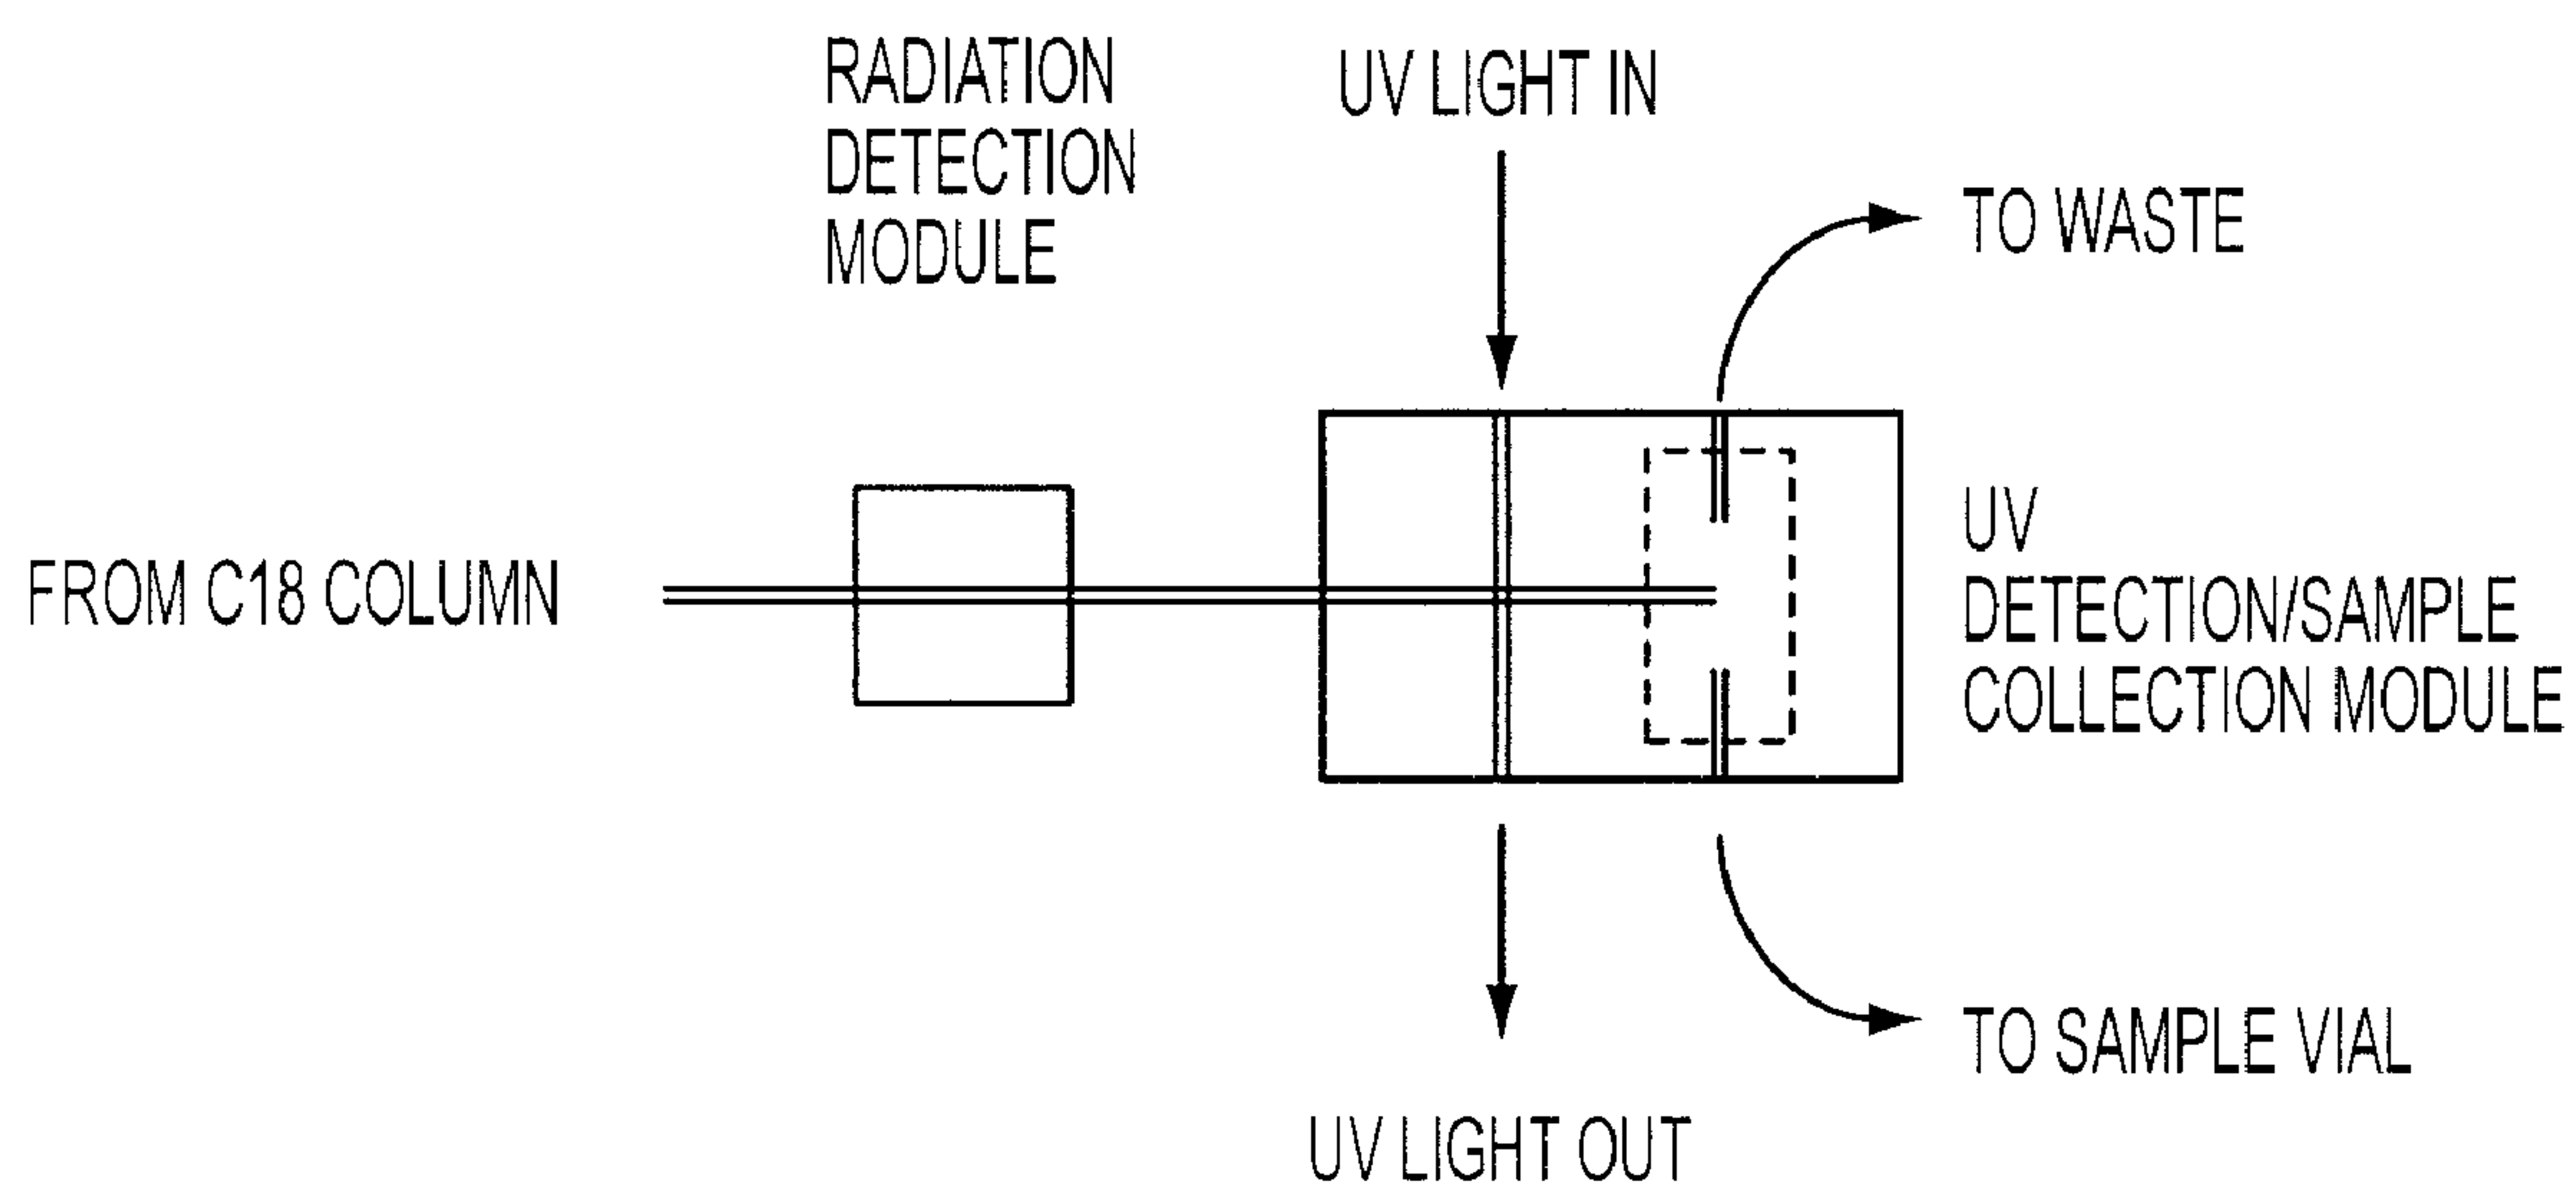 RADIATION
DETECTION
MODULE
UV LIGHT IN
TO WASTE
FROM C18 COLUMN
UV
DETECTION/SAMPLE
COLLECTION MODULE
TO SAMPLE VIAL
UV LIGHT OUT